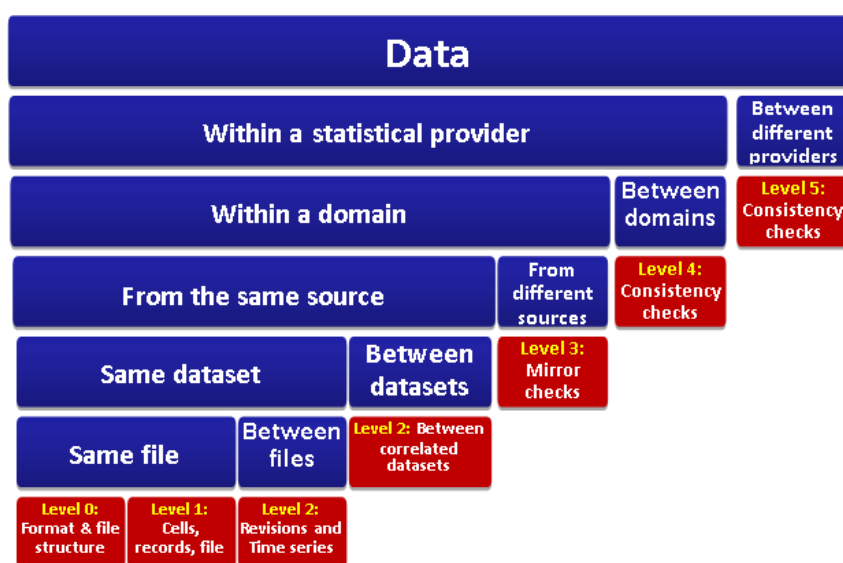 Data
Within a statistical provider
Between
different
providers
Within a domain
Between
domains
Level 5:
Consistency
checks
From the same source
From
different
sources
Level 4:
Consistency
checks
Same dataset
Between
datasets
Level 3:
Mirror
checks
Same file
Between
files
Level 2: Between
correlated
datasets
Level 0:
Format & file
structure
Level 1:
Cells,
records, file
Level 2:
Revisions and
Time series